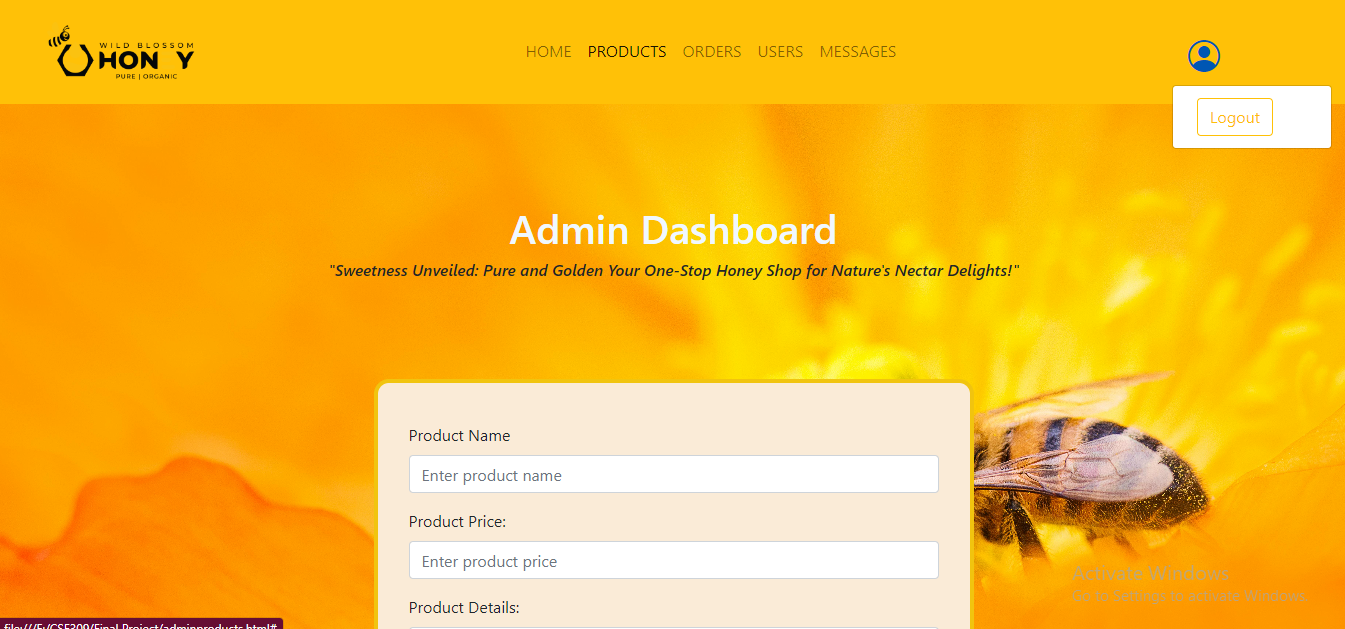 WILD BLOSSOM
HON Y
PURE | ORGANIC
HOME PRODUCTS ORDERS USERS MESSAGES
Logout
Admin Dashboard
"Sweetness Unveiled: Pure and Golden Your One-Stop Honey Shop for Nature's Nectar Delights!"
Product Name
Enter product name
Product Price:
Enter product price
Product Details:
Activate Windows
Go to Settings to activate Windows.
file:///F:/CSE309/Final Project/adminproducts.html#